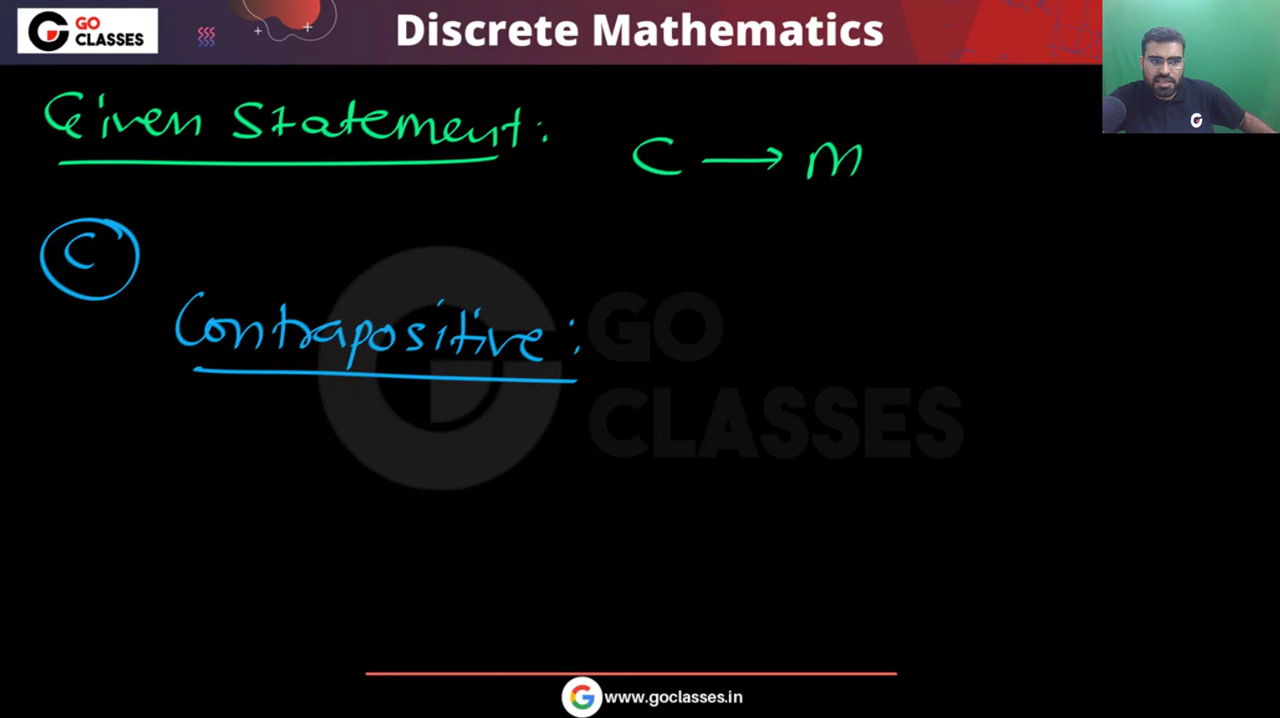 GO
CLASSES
Discrete Mathematics
Given Statement:
C → M
C
Contrapositive:
GO
CLASSES
www.goclasses.in